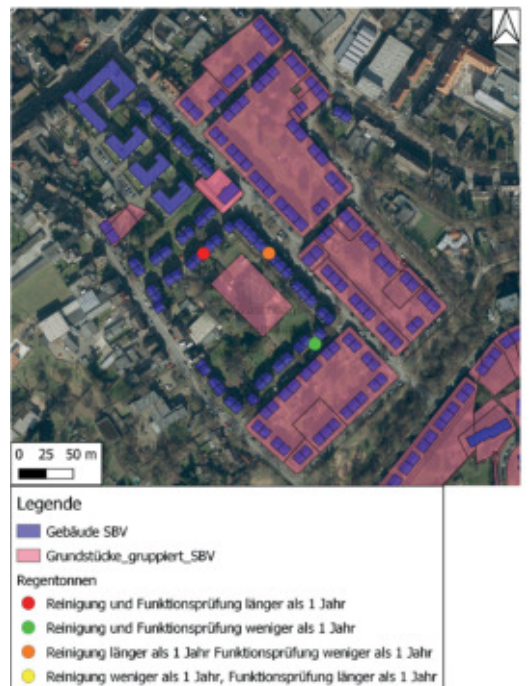 0 25 50 m
Legende
Gebäude SBV
Grundstücke_gruppiert_SBV
Regentonnen
Reinigung und Funktionsprüfung länger als 1 Jahr
Reinigung und Funktionsprüfung weniger als 1 Jahr
Reinigung länger als 1 Jahr Funktionsprüfung weniger als 1 Jahr
Reinigung weniger als 1 Jahr, Funktionsprüfung länger als 1 Jahr